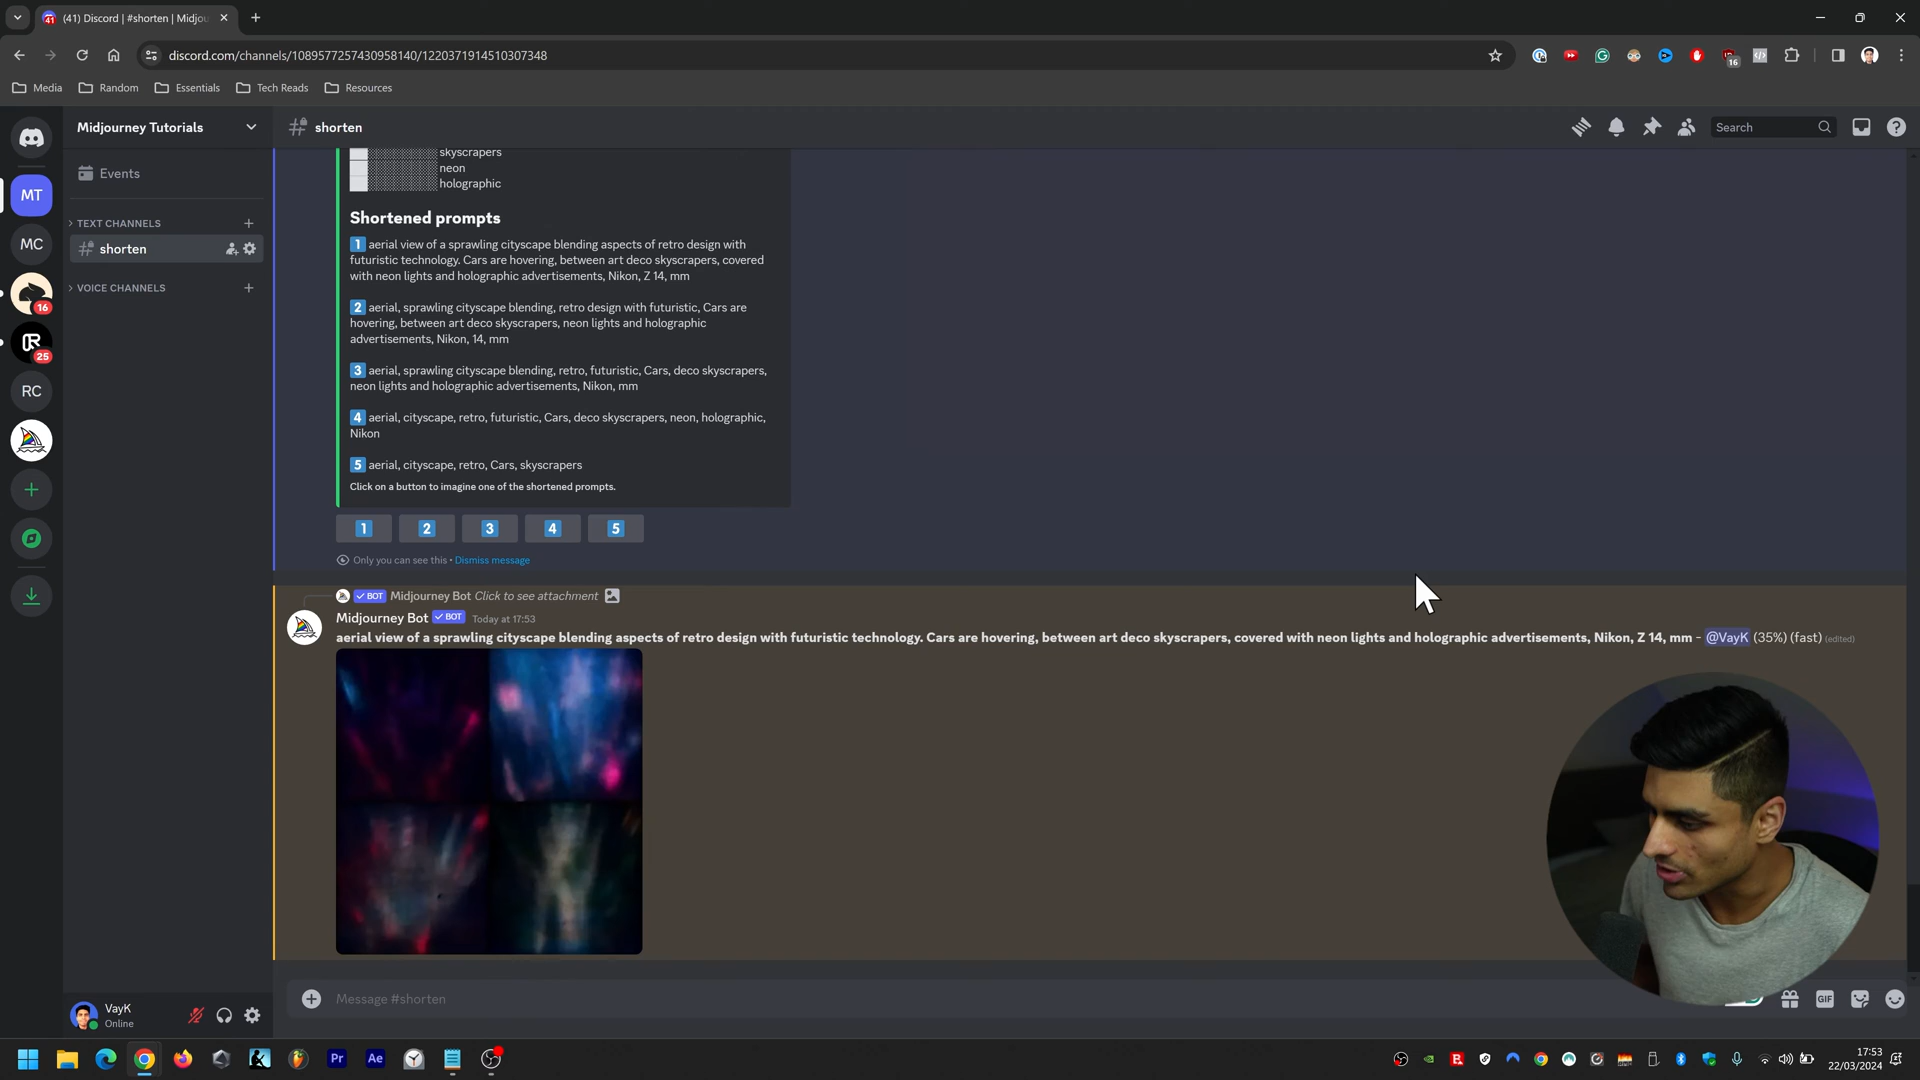 (41) Discord | #shorten | Midjou
discord.com/channels/1089577257430958140/1220371914510307348
16
Media
Random
Essentials
Tech Reads
Resources
Midjourney Tutorials
shorten
Search
Events
MT
TEXT CHANNELS
shorten
VOICE CHANNELS
MC
16
25
RC
skyscrapers
neon
holographic
Shortened prompts
1 aerial view of a sprawling cityscape blending aspects of retro design with
futuristic technology. Cars are hovering, between art deco skyscrapers, covered
with neon lights and holographic advertisements, Nikon, Z 14, mm
2 aerial, sprawling cityscape blending, retro design with futuristic, Cars are
hovering, between art deco skyscrapers, neon lights and holographic
advertisements, Nikon, 14, mm
3 aerial, sprawling cityscape blending, retro, futuristic, Cars, deco skyscrapers,
neon lights and holographic advertisements, Nikon, mm
4 aerial, cityscape, retro, futuristic, Cars, deco skyscrapers, neon, holographic,
Nikon
5 aerial, cityscape, retro, Cars, skyscrapers
Click on a button to imagine one of the shortened prompts.
1 2 3 4 5
Only you can see this • Dismiss message
✓ BOT Midjourney Bot Click to see attachment
Midjourney Bot ✓ BOT Today at 17:53
aerial view of a sprawling cityscape blending aspects of retro design with futuristic technology. Cars are hovering, between art deco skyscrapers, covered with neon lights and holographic advertisements, Nikon, Z 14, mm - @VayK (35%) (fast) (edited)
Message #shorten
GIF
VayK
Online
Pr
Ae
17:53
22/03/2024